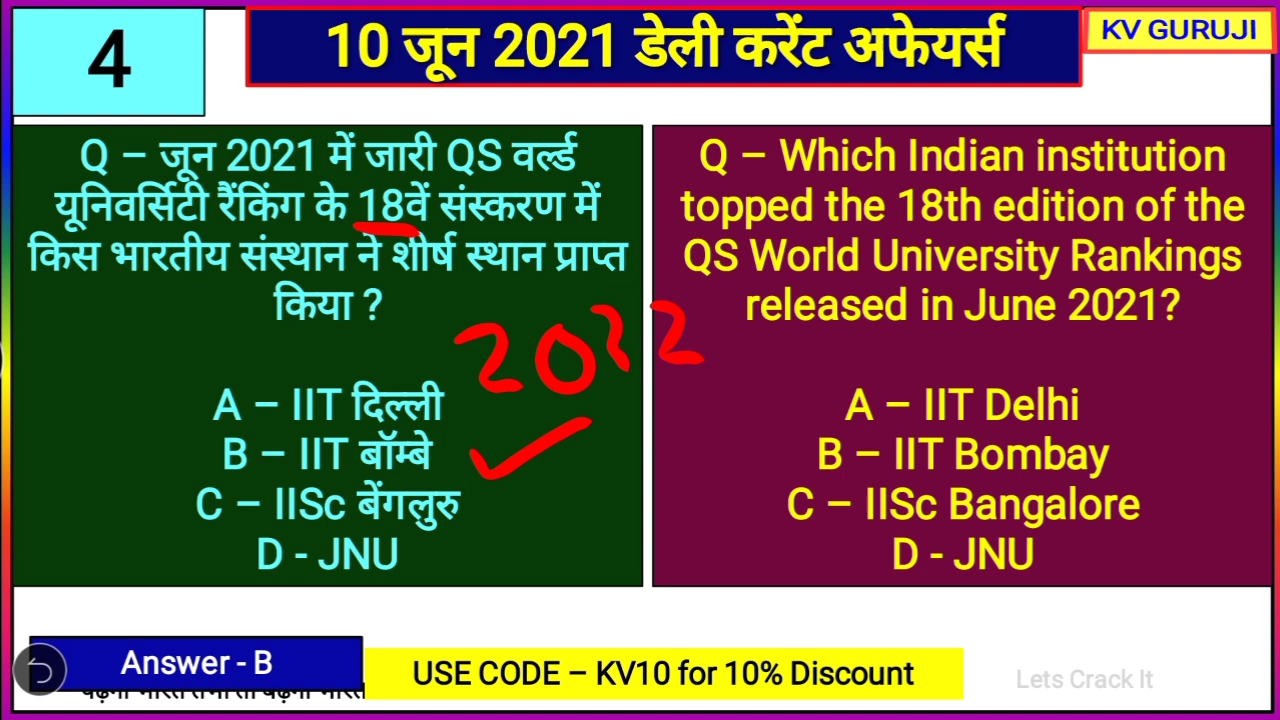 4
10 जून 2021 डेली करेंट अफेयर्स
KV GURUJI
Q – जून 2021 में जारी QS वर्ल्ड
यूनिवर्सिटी रैंकिंग के 18वें संस्करण में
किस भारतीय संस्थान ने शीर्ष स्थान प्राप्त
किया ?
2022
A – IIT दिल्ली
B – IIT बॉम्बे
C – IISc बेंगलुरु
D - JNU
Q – Which Indian institution
topped the 18th edition of the
QS World University Rankings
released in June 2021?
A – IIT Delhi
B – IIT Bombay
C – IISc Bangalore
D - JNU
Answer - B
USE CODE – KV10 for 10% Discount
Lets Crack It